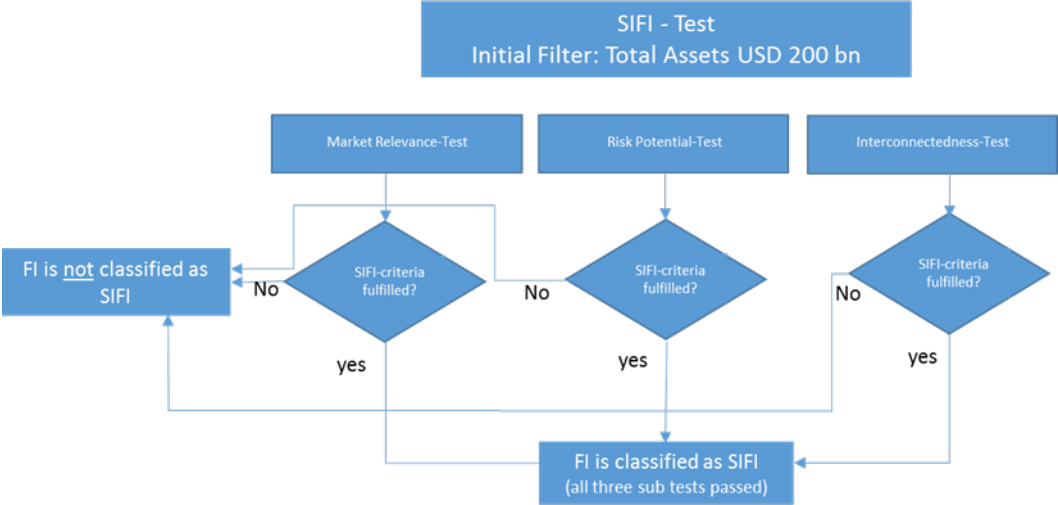 SIFI - Test
Initial Filter: Total Assets USD 200 bn
Market Relevance-Test
Risk Potential-Test
Interconnectedness-Test
FI is not classified as
SIFI
SIFI-criteria
fulfilled?
No
yes
SIFI-criteria
fulfilled?
No
yes
SIFI-criteria
fulfilled?
No
yes
FI is classified as SIFI
(all three sub tests passed)